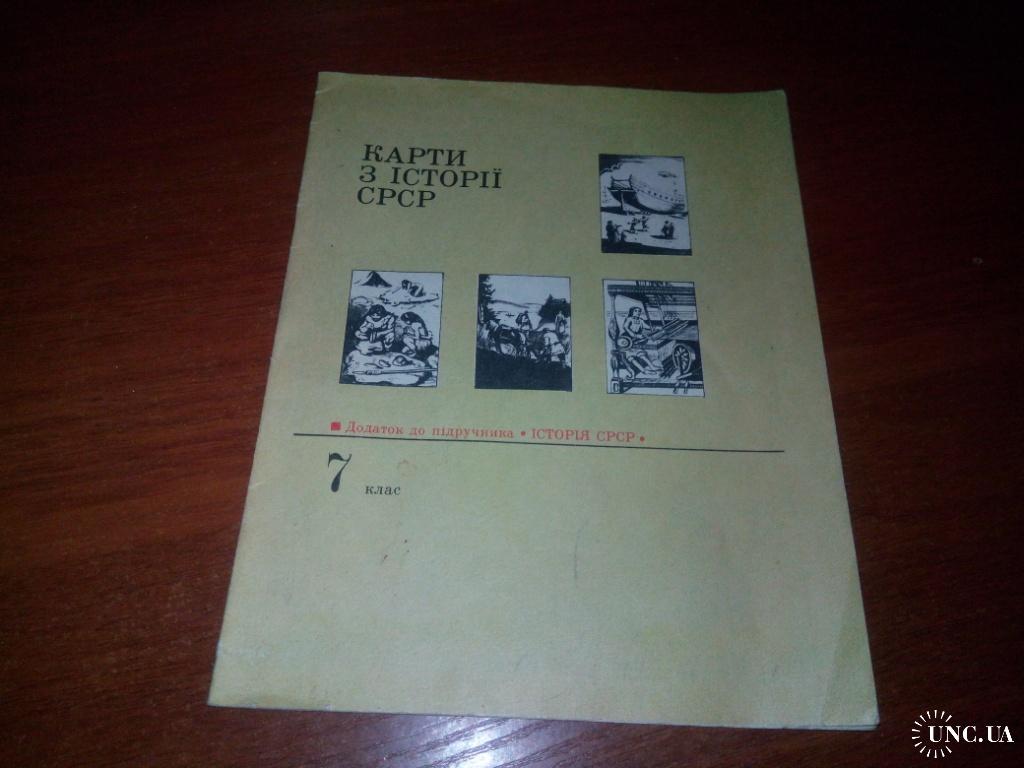 КАРТИ
З ІСТОРІЇ
СРСР
■ Додаток до підручника • ІСТОРІЯ СРСР •
7 клас
UNC.UA